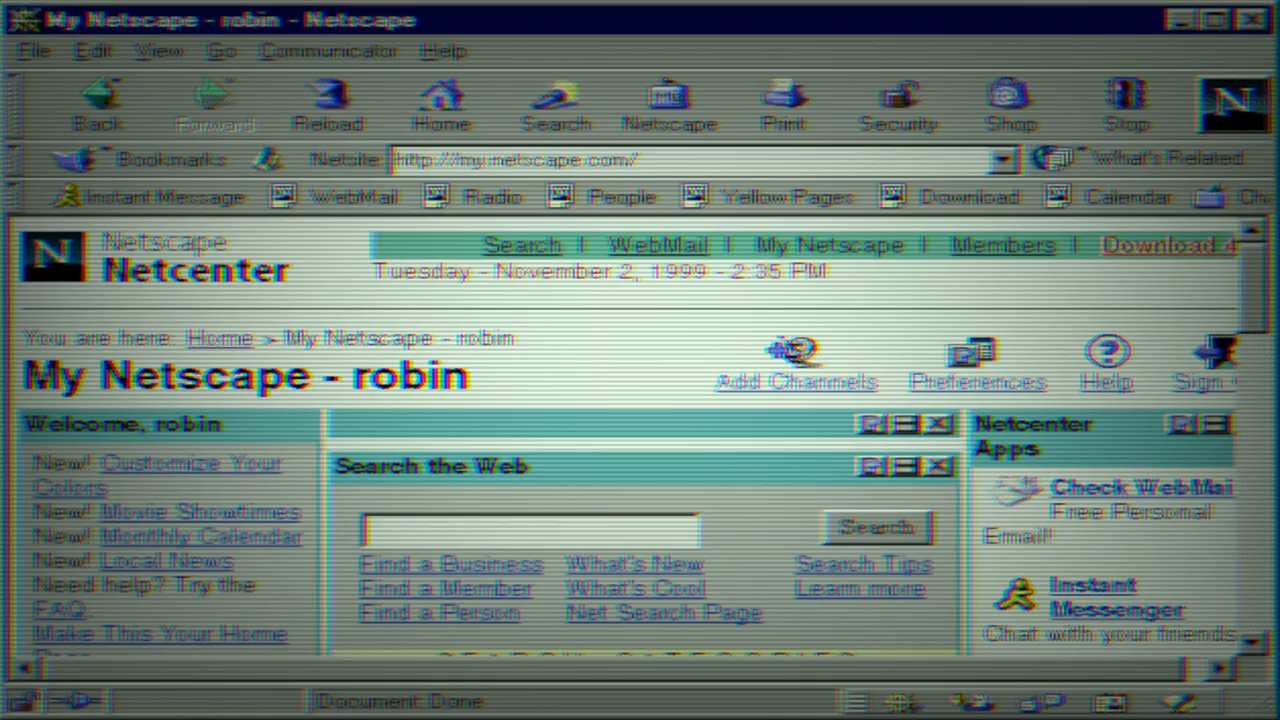 My Netscape - robin - Netscape
File Edit View Go Communicator Help
Back Forward Reload Home Search Netscape Print Security Shop Stop
N
Bookmarks Netsite: http://my.netscape.com/ What's Related
Instant Message WebMail Radio People Yellow Pages Download Calendar Ch
N Netscape
Netcenter
Search | WebMail | My Netscape | Members | Download 4
Tuesday - November 2, 1999 - 2:35 PM
You are here: Home > My Netscape - robin
My Netscape - robin
Add Channels Preferences Help Sign
Welcome, robin
New! Customize Your
Colors
New! Movie Showtimes
New! Monthly Calendar
New! Local News
Need help? Try the
FAQ.
Make This Your Home
Search the Web
Search
Find a Business What's New Search Tips
Find a Member What's Cool Learn more
Find a Person Net Search Page
Netcenter
Apps
Check WebMai
Free Personal
Email!
Instant
Messenger
Chat with your friends
Document: Done